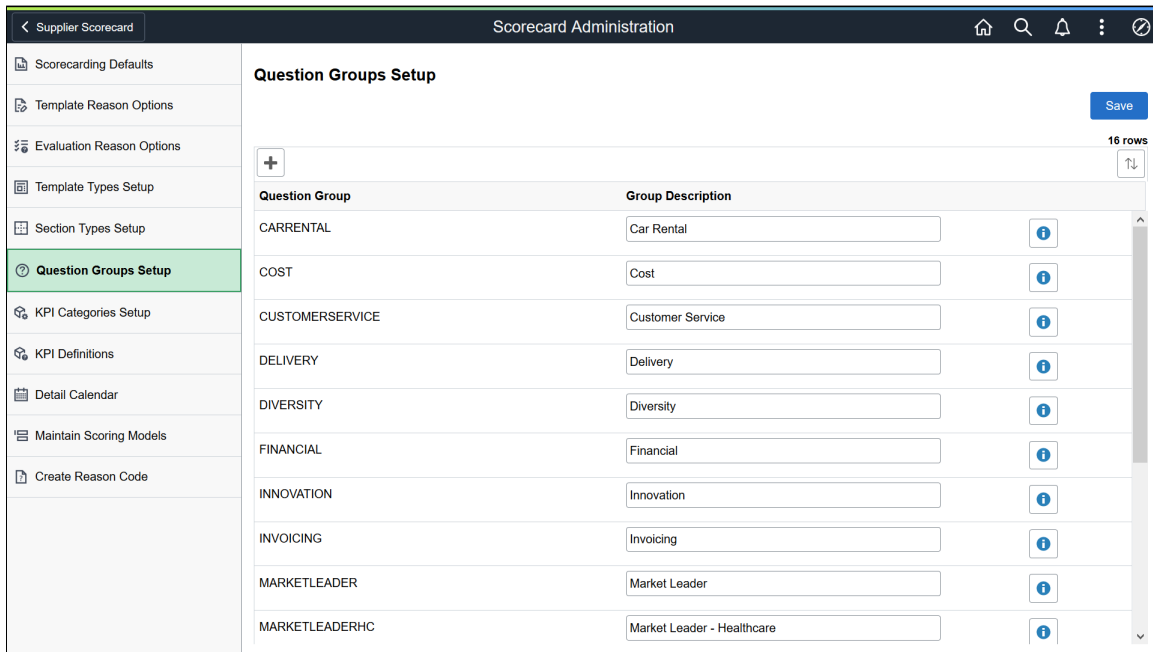 Supplier Scorecard
Scorecard Administration
Scorecarding Defaults
Template Reason Options
Evaluation Reason Options
Template Types Setup
Section Types Setup
Question Groups Setup
KPI Categories Setup
KPI Definitions
Detail Calendar
Maintain Scoring Models
Create Reason Code
Question Groups Setup
Save
16 rows
Question Group Group Description
CARRENTAL Car Rental
COST Cost
CUSTOMERSERVICE Customer Service
DELIVERY Delivery
DIVERSITY Diversity
FINANCIAL Financial
INNOVATION Innovation
INVOICING Invoicing
MARKETLEADER Market Leader
MARKETLEADERHC Market Leader - Healthcare